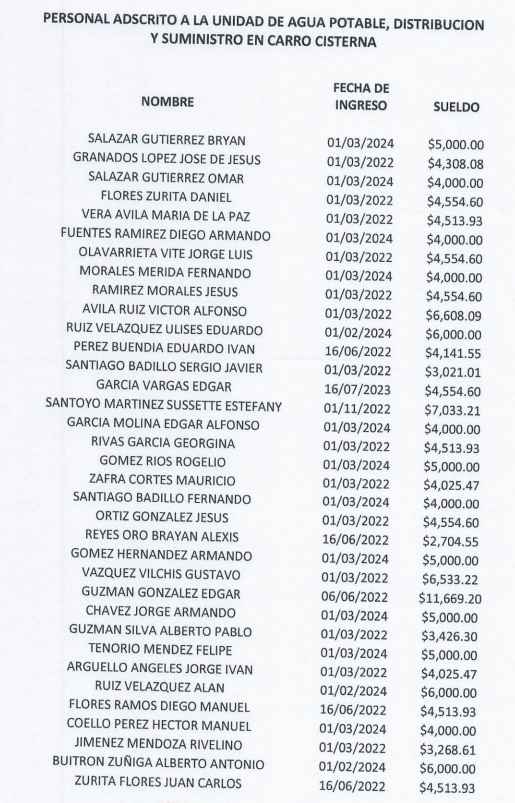 PERSONAL ADSCRITO A LA UNIDAD DE AGUA POTABLE, DISTRIBUCION
Y SUMINISTRO EN CARRO CISTERNA
NOMBRE FECHA DE INGRESO SUELDO
SALAZAR GUTIERREZ BRYAN 01/03/2024 $5,000.00
GRANADOS LOPEZ JOSE DE JESUS 01/03/2022 $4,308.08
SALAZAR GUTIERREZ OMAR 01/03/2024 $4,000.00
FLORES ZURITA DANIEL 01/03/2022 $4,554.60
VERA AVILA MARIA DE LA PAZ 01/03/2022 $4,513.93
FUENTES RAMIREZ DIEGO ARMANDO 01/03/2024 $4,000.00
OLAVARRIETA VITE JORGE LUIS 01/03/2022 $4,554.60
MORALES MERIDA FERNANDO 01/03/2024 $4,000.00
RAMIREZ MORALES JESUS 01/03/2022 $4,554.60
AVILA RUIZ VICTOR ALFONSO 01/03/2022 $6,608.09
RUIZ VELAZQUEZ ULISES EDUARDO 01/02/2024 $6,000.00
PEREZ BUENDIA EDUARDO IVAN 16/06/2022 $4,141.55
SANTIAGO BADILLO SERGIO JAVIER 01/03/2022 $3,021.01
GARCIA VARGAS EDGAR 16/07/2023 $4,554.60
SANTOYO MARTINEZ SUSSETTE ESTEFANY 01/11/2022 $7,033.21
GARCIA MOLINA EDGAR ALFONSO 01/03/2024 $4,000.00
RIVAS GARCIA GEORGINA 01/03/2022 $4,513.93
GOMEZ RIOS ROGELIO 01/03/2024 $5,000.00
ZAFRA CORTES MAURICIO 01/03/2022 $4,025.47
SANTIAGO BADILLO FERNANDO 01/03/2024 $4,000.00
ORTIZ GONZALEZ JESUS 01/03/2022 $4,554.60
REYES ORO BRAYAN ALEXIS 16/06/2022 $2,704.55
GOMEZ HERNANDEZ ARMANDO 01/03/2024 $5,000.00
VAZQUEZ VILCHIS GUSTAVO 01/03/2022 $6,533.22
GUZMAN GONZALEZ EDGAR 06/06/2022 $11,669.20
CHAVEZ JORGE ARMANDO 01/03/2024 $5,000.00
GUZMAN SILVA ALBERTO PABLO 01/03/2022 $3,426.30
TENORIO MENDEZ FELIPE 01/03/2024 $5,000.00
ARGUELLO ANGELES JORGE IVAN 01/03/2022 $4,025.47
RUIZ VELAZQUEZ ALAN 01/02/2024 $6,000.00
FLORES RAMOS DIEGO MANUEL 16/06/2022 $4,513.93
COELLO PEREZ HECTOR MANUEL 01/03/2024 $4,000.00
JIMENEZ MENDOZA RIVELINO 01/03/2022 $3,268.61
BUITRON ZUÑIGA ALBERTO ANTONIO 01/02/2024 $6,000.00
ZURITA FLORES JUAN CARLOS 16/06/2022 $4,513.93